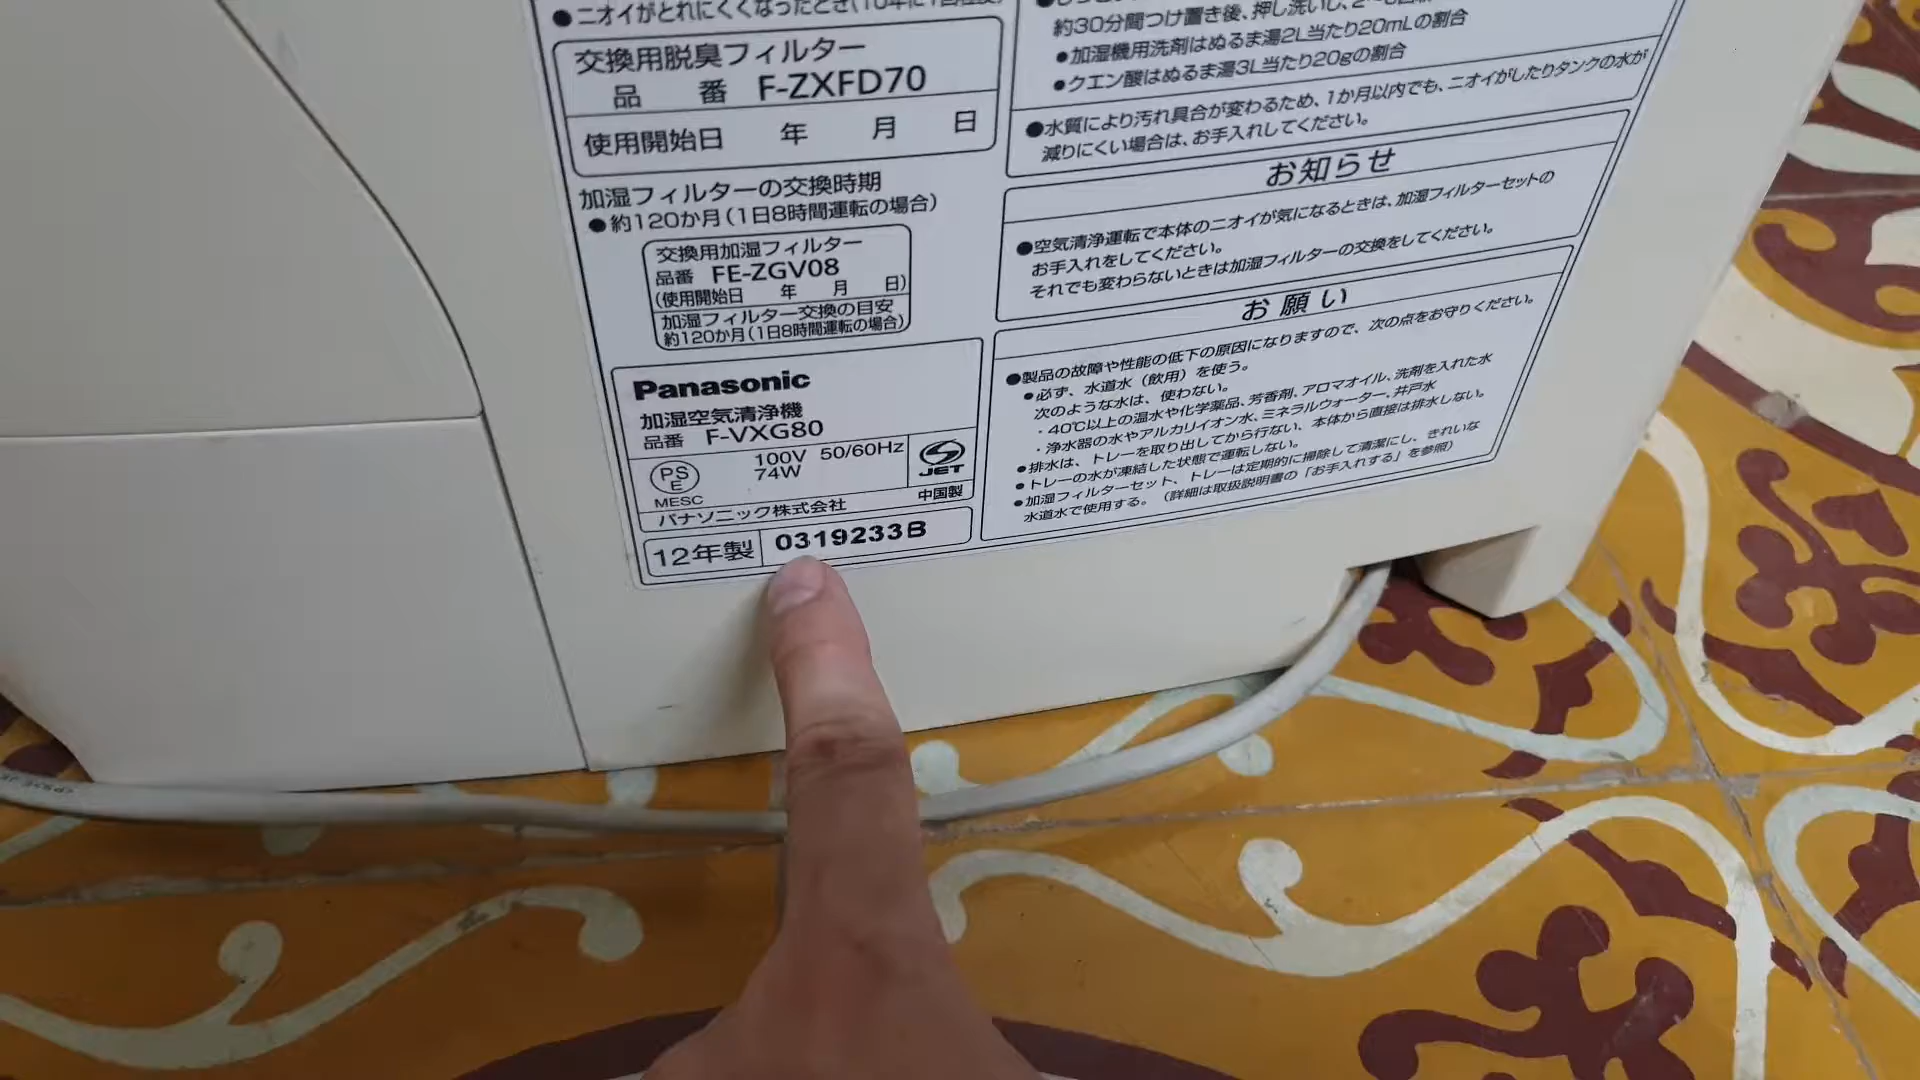 ●ニオイがとれにくくなったとき(10年に1回程度)
交換用脱臭フィルター
品 番 F-ZXFD70
使用開始日 年 月 日
加湿フィルターの交換時期
●約120か月(1日8時間運転の場合)
交換用加湿フィルター
品番 FE-ZGV08
(使用開始日 年 月 日)
加湿フィルター交換の目安
約120か月(1日8時間運転の場合)
Panasonic
加湿空気清浄機
品番 F-VXG80
PS
E
MESC
100V 50/60Hz
74W
JET
パナソニック株式会社 中国製
12年製 0319233B
約30分間つけ置き後、押し洗いし、
●加湿機用洗剤はぬるま湯2L当たり20mLの割合
●クエン酸はぬるま湯3L当たり20gの割合
●水質により汚れ具合が変わるため、1か月以内でも、ニオイがしたりタンクの水が
減りにくい場合は、お手入れしてください。
お知らせ
●空気清浄運転で本体のニオイが気になるときは、加湿フィルターセットの
お手入れをしてください。
それでも変わらないときは加湿フィルターの交換をしてください。
お願い
●製品の故障や性能の低下の原因になりますので、次の点をお守りください。
●必ず、水道水(飲用)を使う。
次のような水は、使わない。
・40℃以上の温水や化学薬品、芳香剤、アロマオイル、洗剤を入れた水
・浄水器の水やアルカリイオン水、ミネラルウォーター、井戸水
●排水は、トレーを取り出してから行ない、本体から直接は排水しない。
●トレーの水が凍結した状態で運転しない。
●加湿フィルターセット、トレーは定期的に掃除して清潔にし、きれいな
水道水で使用する。(詳細は取扱説明書の「お手入れする」を参照)